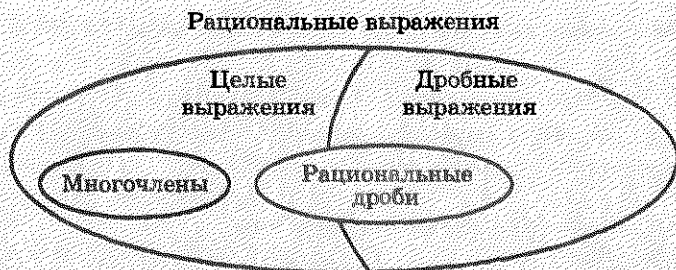 Рациональные выражения
Целые
выражения
Дробные
выражения
Многочлены
Рациональные
дроби